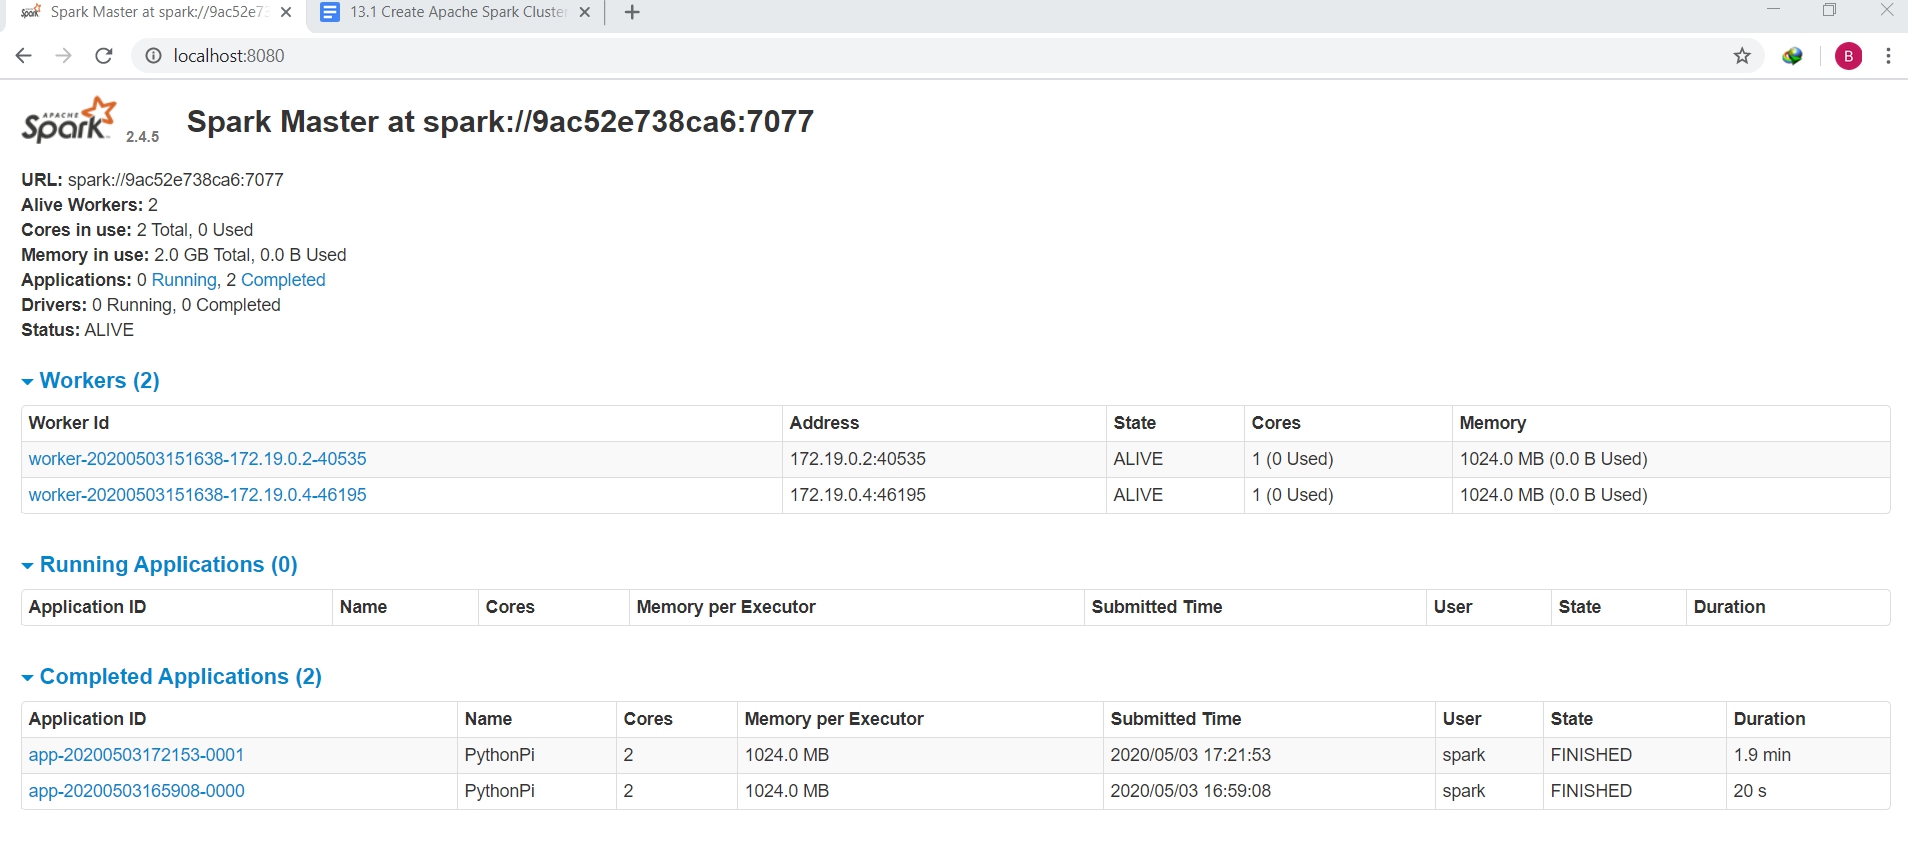 Spark Spark Master at spark://9ac52e73
13.1 Create Apache Spark Cluster
localhost:8080
B
APACHE Spark 2.4.5 Spark Master at spark://9ac52e738ca6:7077
URL: spark://9ac52e738ca6:7077
Alive Workers: 2
Cores in use: 2 Total, 0 Used
Memory in use: 2.0 GB Total, 0.0 B Used
Applications: 0 Running, 2 Completed
Drivers: 0 Running, 0 Completed
Status: ALIVE
Workers (2)
Worker Id Address State Cores Memory
worker-20200503151638-172.19.0.2-40535 172.19.0.2:40535 ALIVE 1 (0 Used) 1024.0 MB (0.0 B Used)
worker-20200503151638-172.19.0.4-46195 172.19.0.4:46195 ALIVE 1 (0 Used) 1024.0 MB (0.0 B Used)
Running Applications (0)
Application ID Name Cores Memory per Executor Submitted Time User State Duration
Completed Applications (2)
Application ID Name Cores Memory per Executor Submitted Time User State Duration
app-20200503172153-0001 PythonPi 2 1024.0 MB 2020/05/03 17:21:53 spark FINISHED 1.9 min
app-20200503165908-0000 PythonPi 2 1024.0 MB 2020/05/03 16:59:08 spark FINISHED 20 s